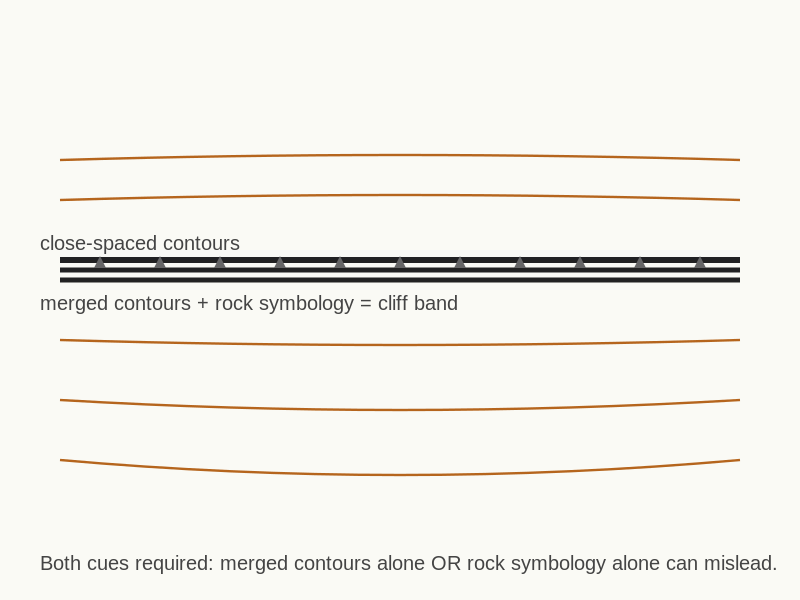 close-spaced contours
merged contours + rock symbology = cliff band
Both cues required: merged contours alone OR rock symbology alone can mislead.